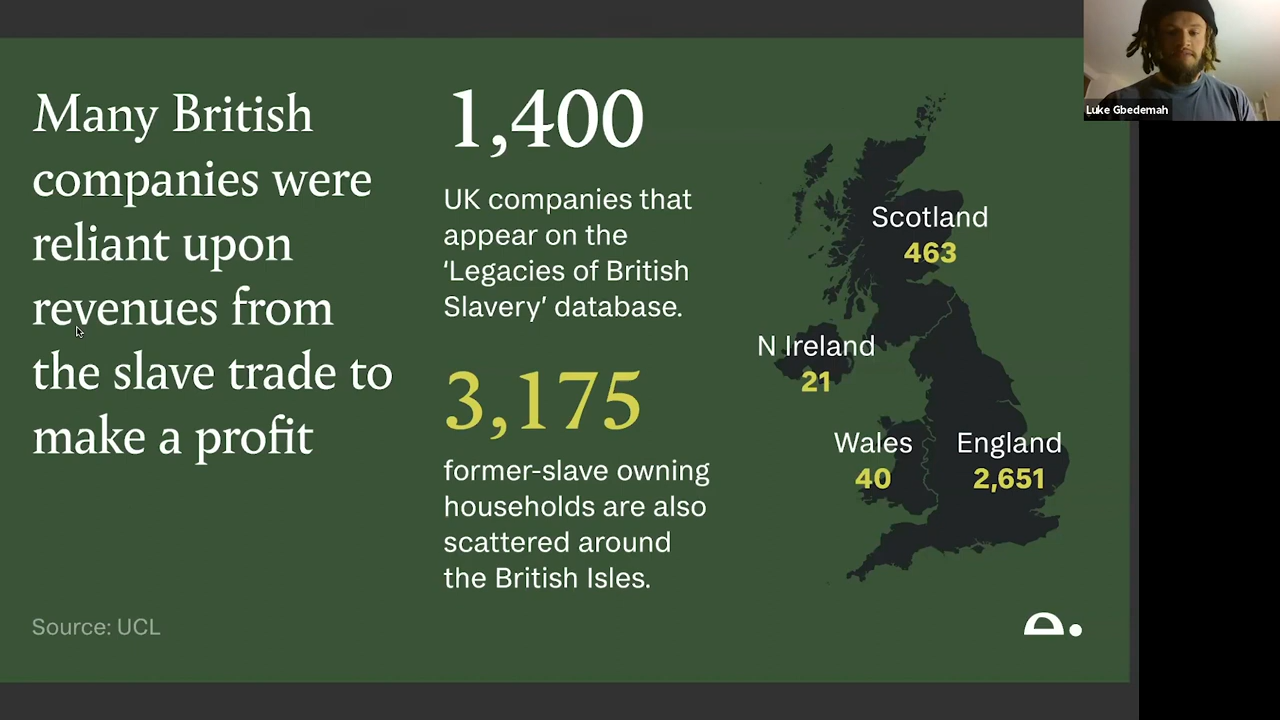 Many British
companies were
reliant upon
revenues from
the slave trade to
make a profit
Source: UCL
1,400
UK companies that
appear on the
‘Legacies of British
Slavery’ database.
3,175
former-slave owning
households are also
scattered around
the British Isles.
Scotland
463
N Ireland
21
Wales
40
England
2,651
Luke Gbedemah